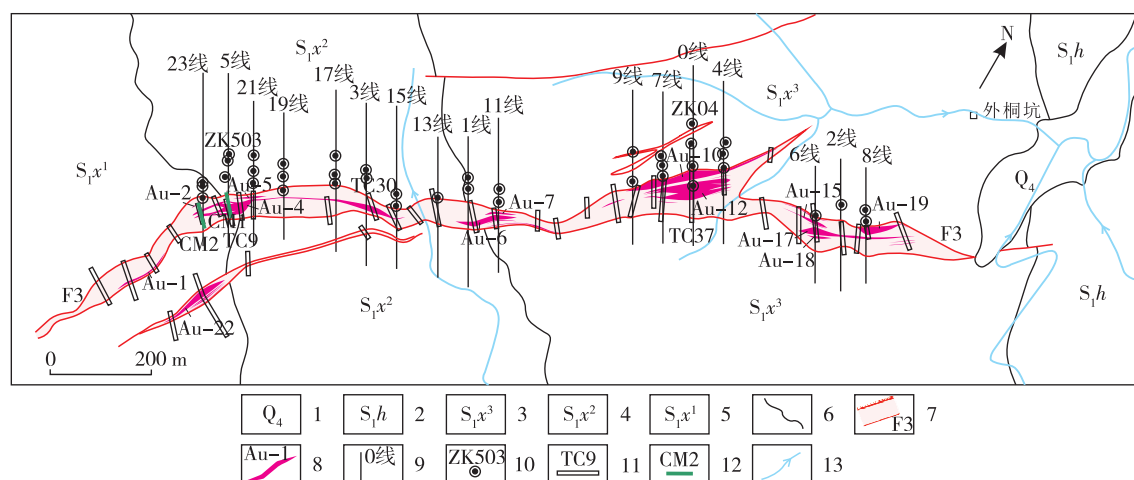 0线
N
S₁h
S₁x²
23线
5线
17线
9线
7线
4线
21线
3线
S₁x³
19线
15线
11线
ZK04
外桐坑
13线
1线
ZK503
S₁x¹
Au-10
6线
2线
8线
Q₄
Au-2
Au-5
TC30
Au-15
Au-4
Au-7
Au-12
Au-19
CM2
TC9
Au-6
TC37
Au-17
F3
Au-18
Au-1
F3
S₁x²
S₁x³
S₁h
Au-22
0 200 m
Q₄ 1 S₁h 2 S₁x³ 3 S₁x² 4 S₁x¹ 5 6 F3 7
Au-1 8 0线 9 ZK503 10 TC9 11 CM2 12 13